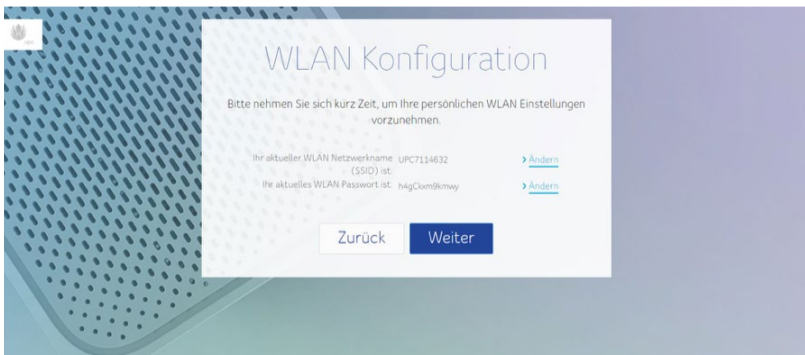 WLAN Konfiguration
Bitte nehmen Sie sich kurz Zeit, um Ihre persönlichen WLAN Einstellungen
vorzunehmen.
Ihr aktueller WLAN Netzwerkname UPC7114632 > Ändern
(SSID) ist:
Ihr aktuelles WLAN Passwort ist: > Ändern
Zurück Weiter